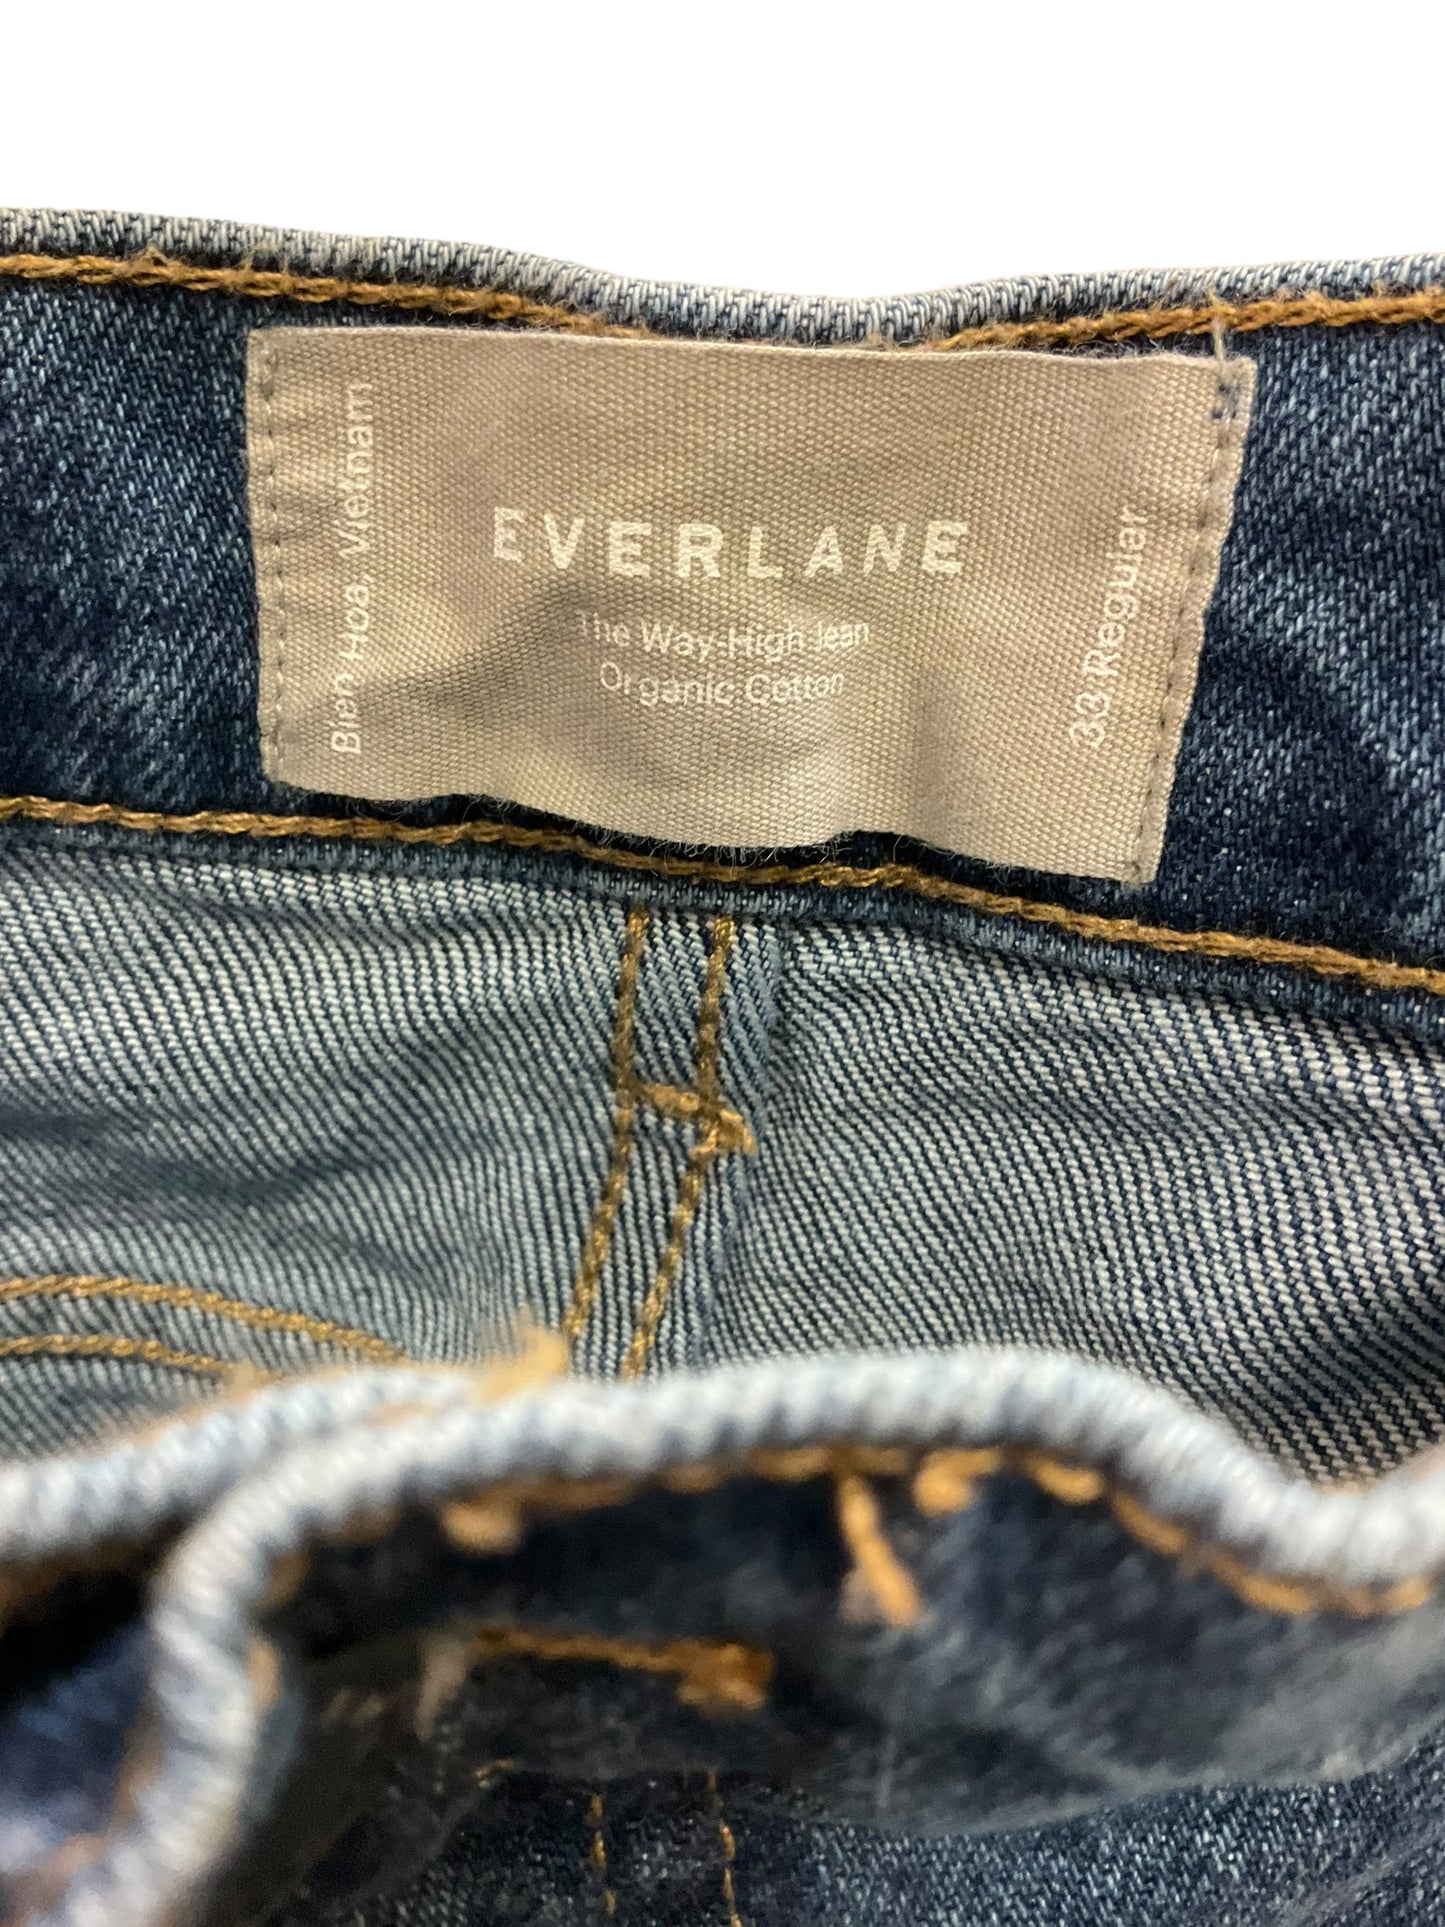 Bien Hoa, Vietnam
EVERLANE
The Way-High Jean
Organic Cotton
33 Regular